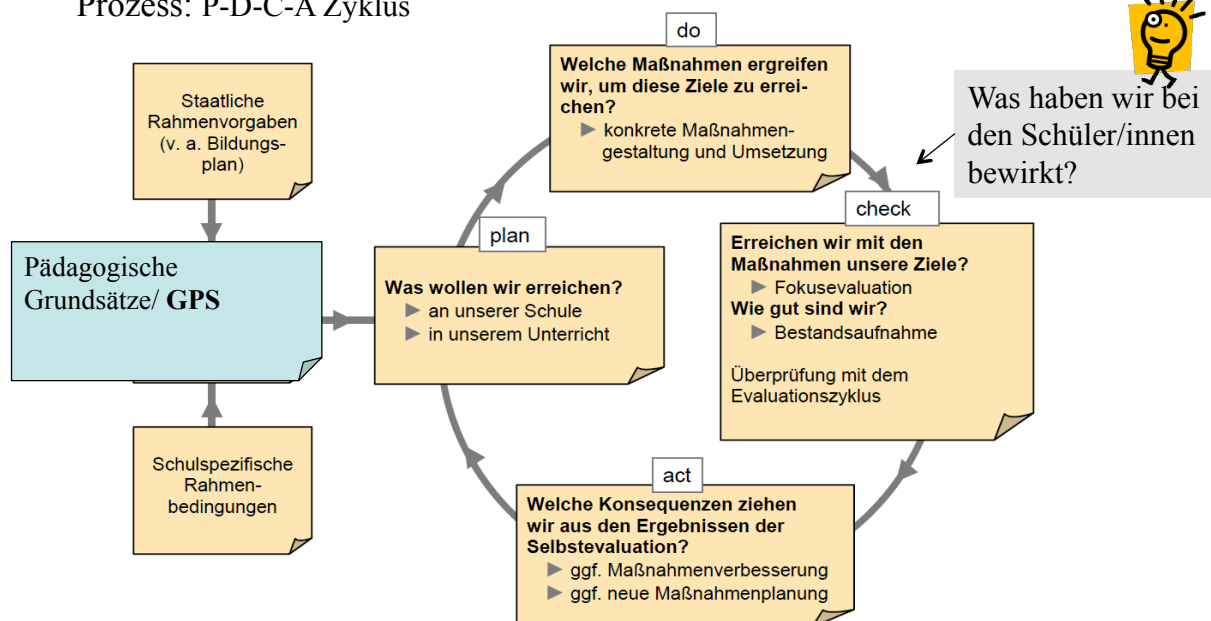 Prozess: P-D-C-A Zyklus
Staatliche
Rahmenvorgaben
(v. a. Bildungs-
plan)
Pädagogische
Grundsätze/ GPS
Schulspezifische
Rahmen-
bedingungen
plan
Was wollen wir erreichen?
an unserer Schule
in unserem Unterricht
do
Welche Maßnahmen ergreifen
wir, um diese Ziele zu errei-
chen?
konkrete Maßnahmen-
gestaltung und Umsetzung
Was haben wir bei
den Schüler/innen
bewirkt?
check
Erreichen wir mit den
Maßnahmen unsere Ziele?
Fokusevaluation
Wie gut sind wir?
Bestandsaufnahme
Überprüfung mit dem
Evaluationszyklus
act
Welche Konsequenzen ziehen
wir aus den Ergebnissen der
Selbstevaluation?
ggf. Maßnahmenverbesserung
ggf. neue Maßnahmenplanung